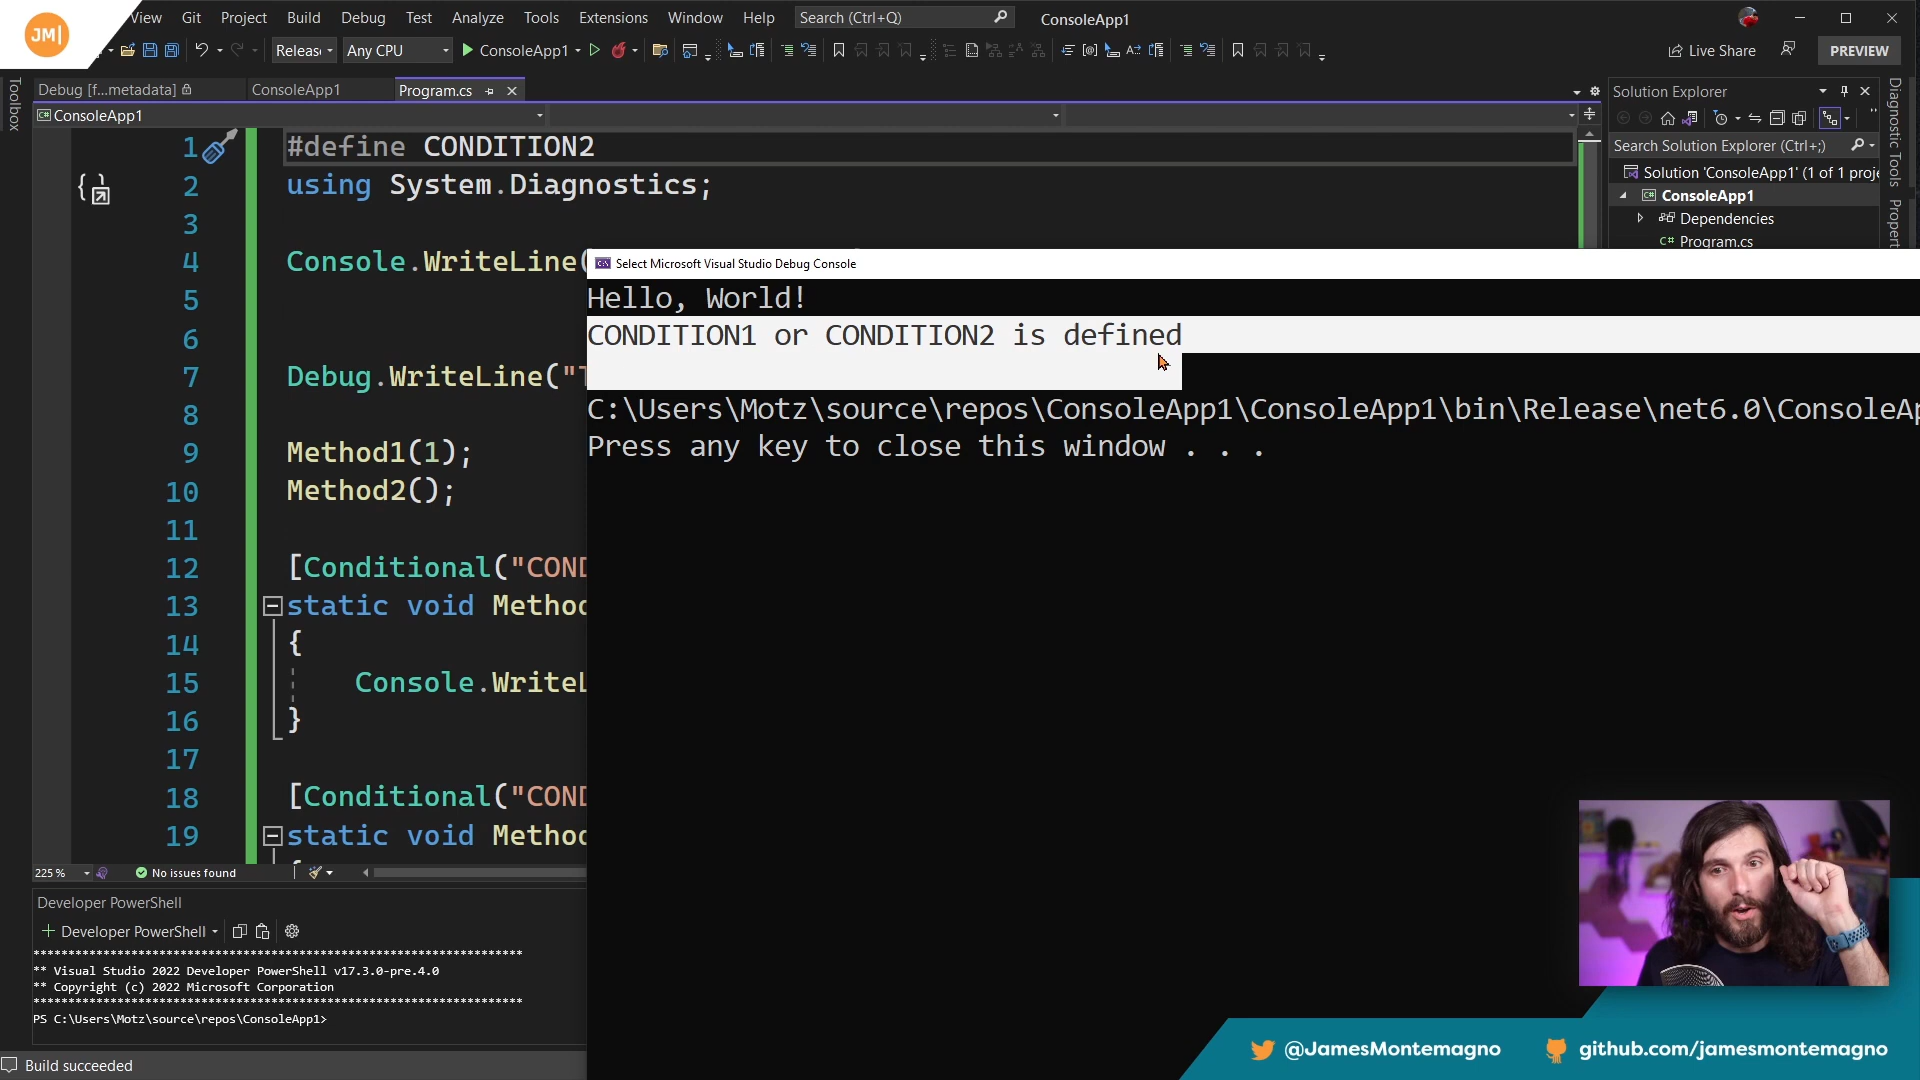 JM|
View Git Project Build Debug Test Analyze Tools Extensions Window Help Search (Ctrl+Q) ConsoleApp1
Release Any CPU ConsoleApp1 Live Share PREVIEW
Toolbox
Debug [f...metadata] ConsoleApp1 Program.cs
ConsoleApp1
1 #define CONDITION2
2 using System.Diagnostics;
3
4 Console.WriteLine(
5
6
7 Debug.WriteLine("
8
9 Method1(1);
10 Method2();
11
12 [Conditional("COND
13 static void Method
14 {
15 Console.WriteL
16 }
17
18 [Conditional("COND
19 static void Method
{
225 % No issues found
Select Microsoft Visual Studio Debug Console
Hello, World!
CONDITION1 or CONDITION2 is defined
C:\Users\Motz\source\repos\ConsoleApp1\ConsoleApp1\bin\Release\net6.0\ConsoleAp
Press any key to close this window . . .
Solution Explorer
Search Solution Explorer (Ctrl+;)
Solution 'ConsoleApp1' (1 of 1 proje
ConsoleApp1
Dependencies
C# Program.cs
Diagnostic Tools
Propert
Developer PowerShell
Developer PowerShell
**********************************************************************
** Visual Studio 2022 Developer PowerShell v17.3.0-pre.4.0
** Copyright (c) 2022 Microsoft Corporation
**********************************************************************
PS C:\Users\Motz\source\repos\ConsoleApp1>
Build succeeded
@JamesMontemagno github.com/jamesmontemagno